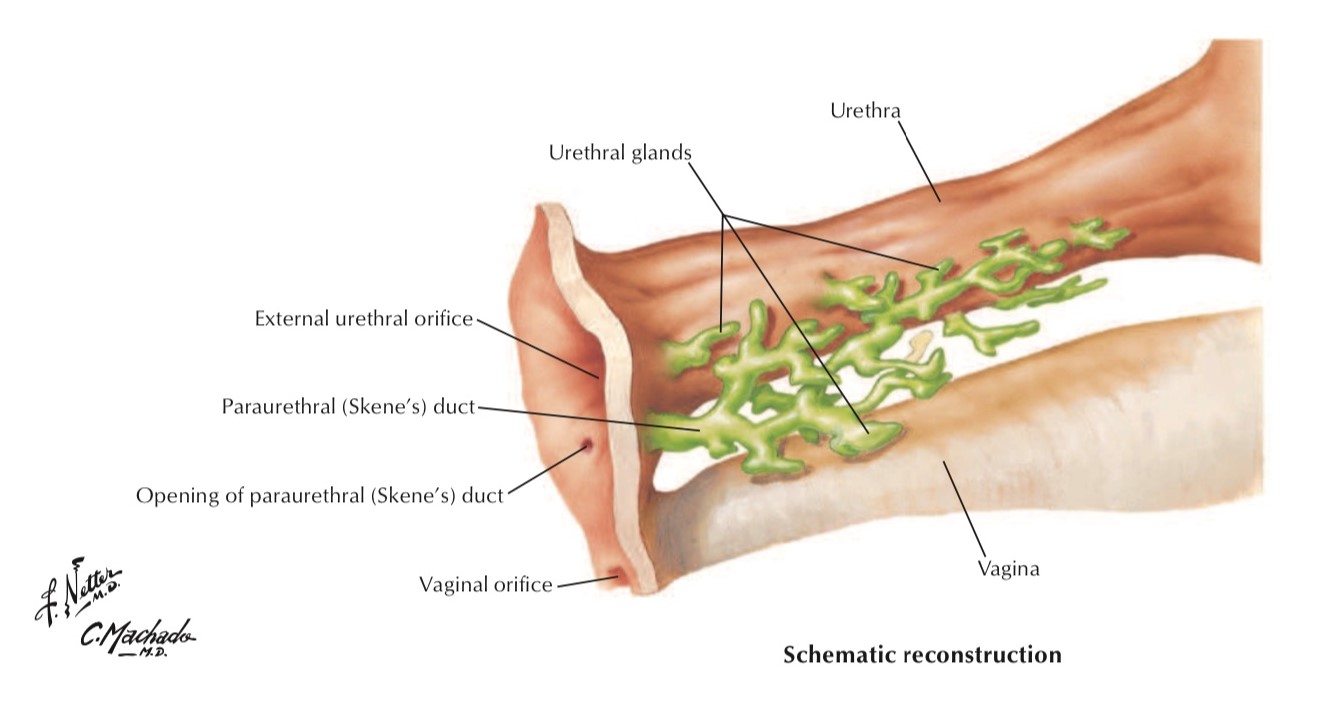 Urethra
Urethral glands
External urethral orifice
Paraurethral (Skene’s) duct
Opening of paraurethral (Skene’s) duct
Vaginal orifice
Vagina
f. Netter
M.D.
C. Machado
M.D.
Schematic reconstruction